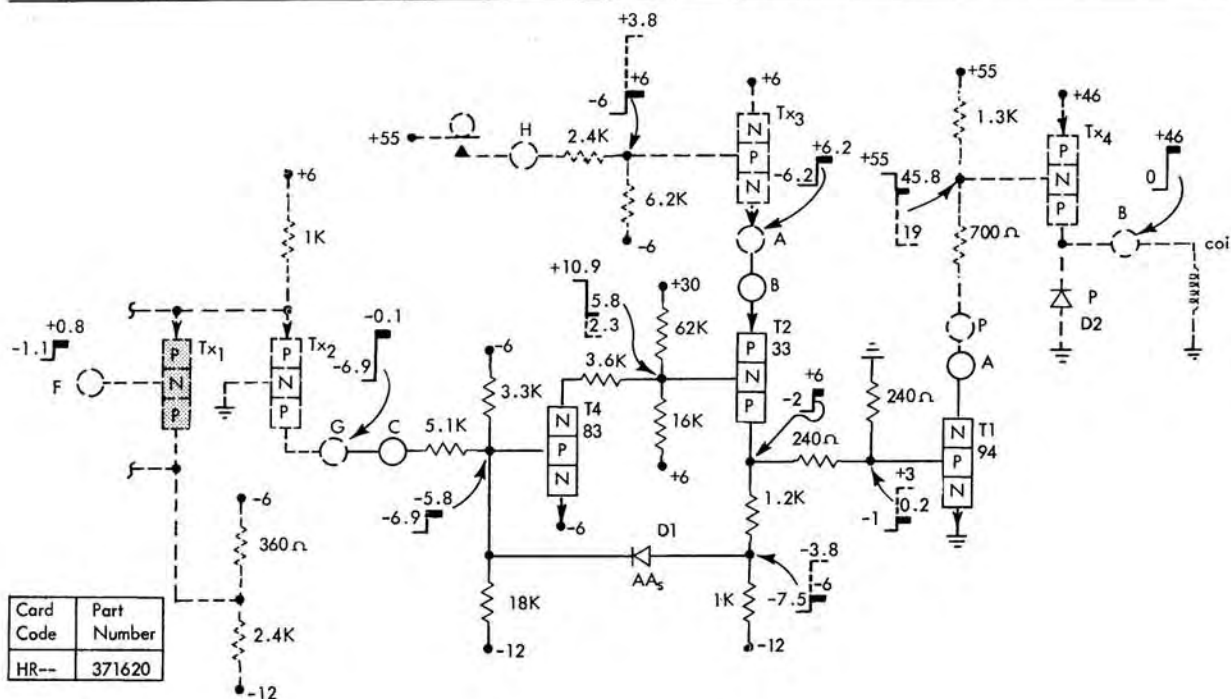 +3.8
+6
-6
+6
Tx3
N
P
N
+55
H
2.4K
6.2K
-6
-6.2
+6.2
A
B
+55
1.3K
+55
45.8
19
700Ω
P
A
+46
Tx4
P
N
P
+46
0
B
coi
P
D2
+6
1K
-1.1
+0.8
F
P
N
P
Tx1
P
N
P
Tx2
-0.1
-6.9
G
C
5.1K
-6
3.3K
-5.8
-6.9
+10.9
5.8
2.3
3.6K
+30
62K
16K
+6
T4
83
N
P
N
-6
T2
33
P
N
P
-2
+6
240Ω
240Ω
+3
0.2
-1
T1
94
N
P
N
1.2K
D1
AAs
-3.8
-6
-7.5
1K
-12
18K
-12
-6
360Ω
2.4K
-12
Card Code
Part Number
HR--
371620